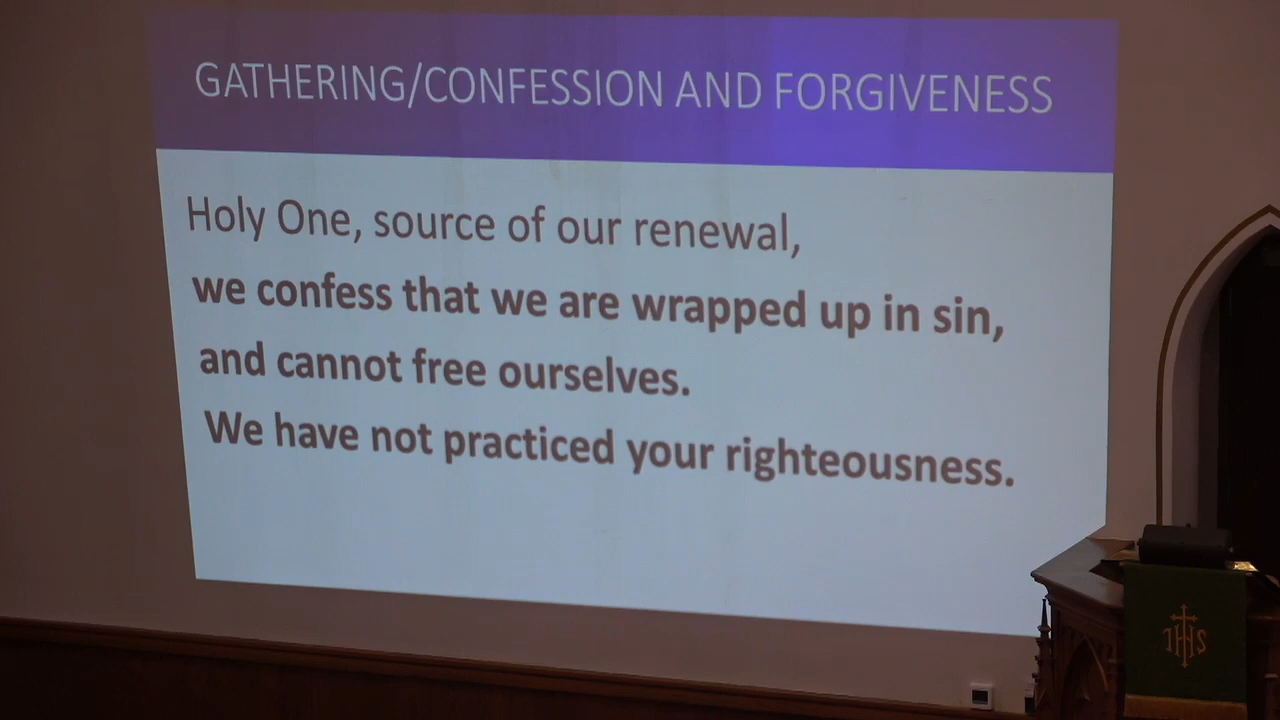 GATHERING/CONFESSION AND FORGIVENESS
Holy One, source of our renewal,
we confess that we are wrapped up in sin,
and cannot free ourselves.
We have not practiced your righteousness.
IHS